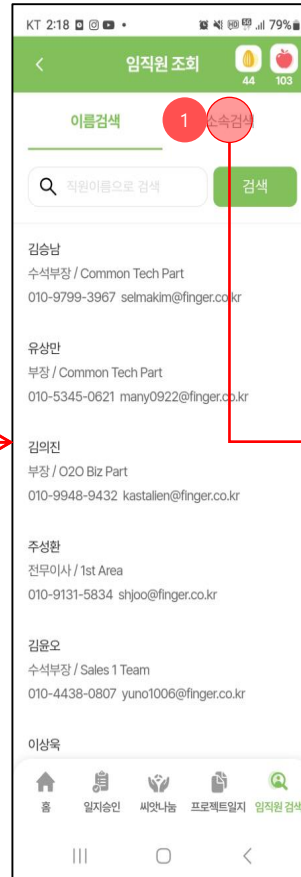 KT 2:18 79%
임직원 조회
44 103
이름검색 1 소속검색
직원이름으로 검색 검색
김승남
수석부장 / Common Tech Part
010-9799-3967 selmakim@finger.co.kr
유상만
부장 / Common Tech Part
010-5345-0621 many0922@finger.co.kr
김의진
부장 / O2O Biz Part
010-9948-9432 kastalien@finger.co.kr
주성환
전무이사 / 1st Area
010-9131-5834 shjoo@finger.co.kr
김윤오
수석부장 / Sales 1 Team
010-4438-0807 yuno1006@finger.co.kr
이상욱
홈 일지승인 씨앗나눔 프로젝트일지 임직원 검색